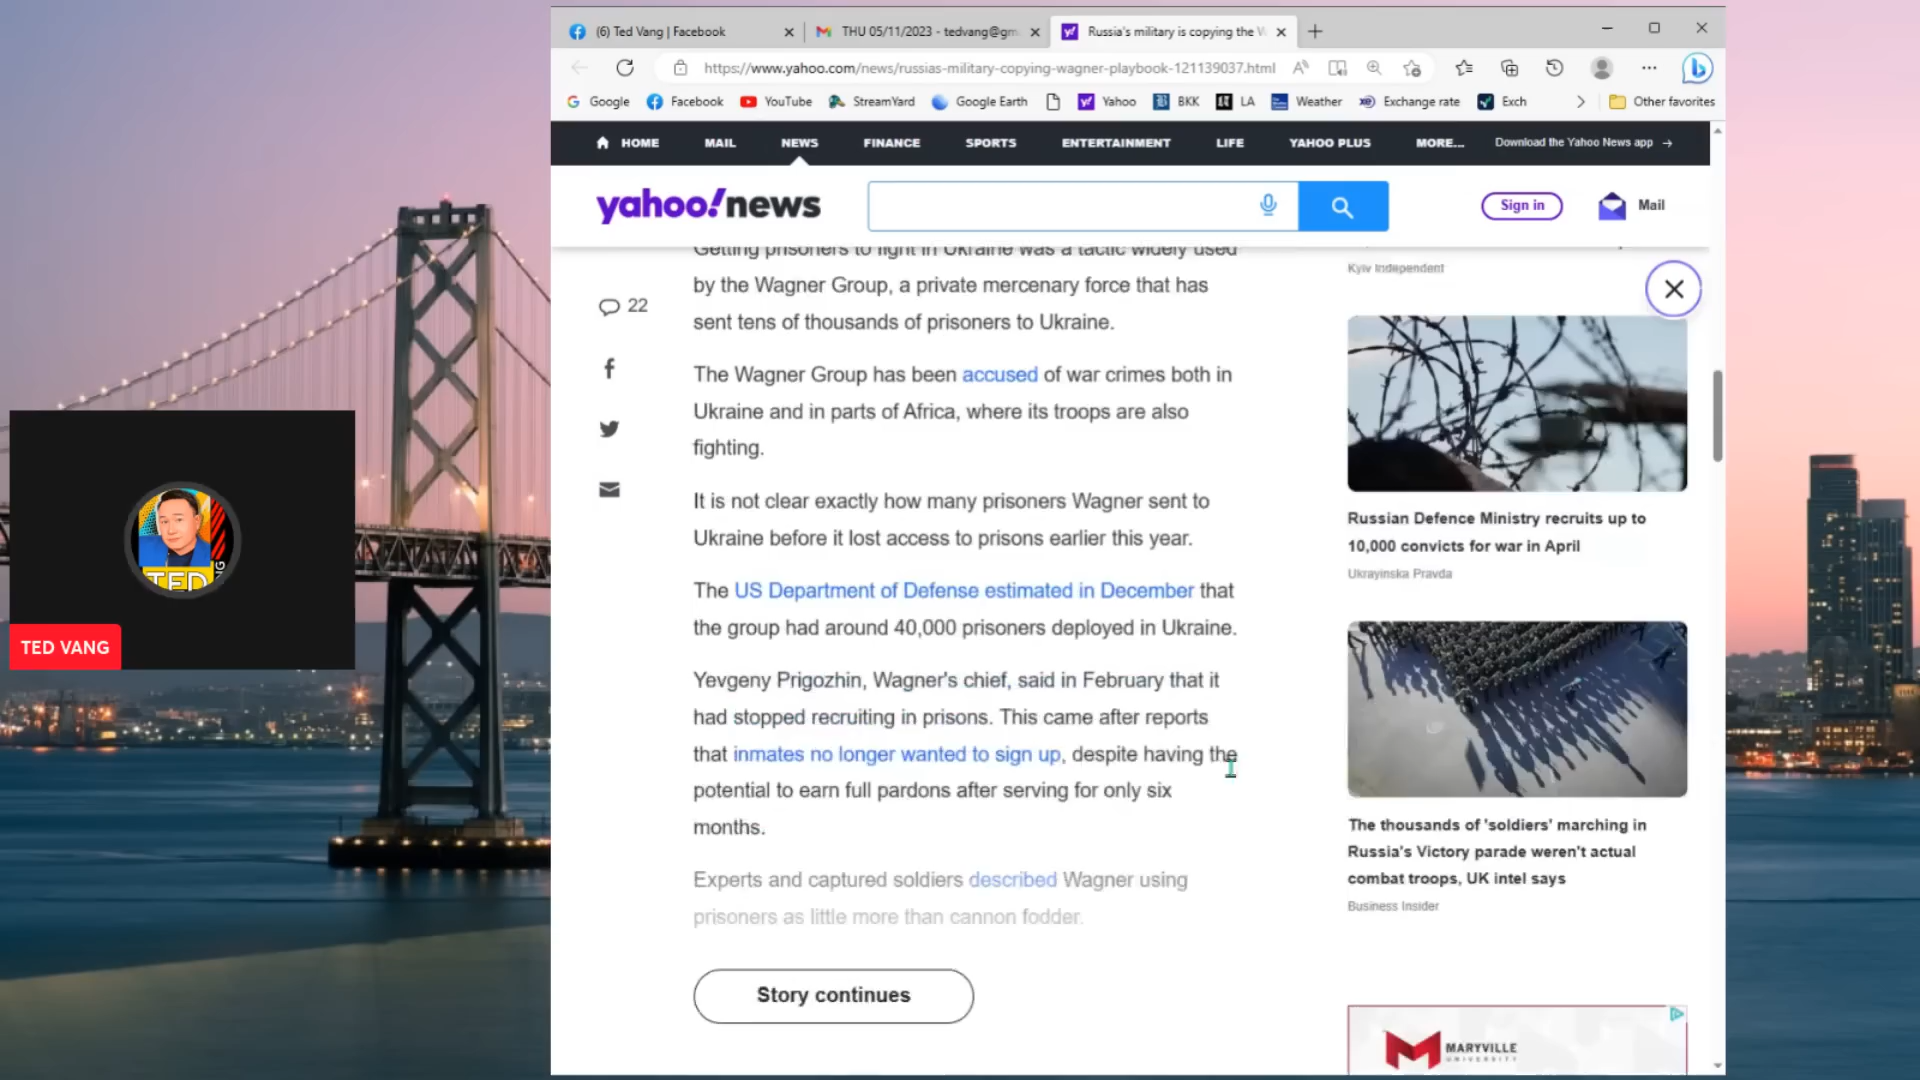 (6) Ted Vang | Facebook
THU 05/11/2023 - tedvang@gm
Russia's military is copying the W
https://www.yahoo.com/news/russias-military-copying-wagner-playbook-121139037.html
Google
Facebook
YouTube
StreamYard
Google Earth
Yahoo
BKK
LA
Weather
Exchange rate
Exch
Other favorites
HOME
MAIL
NEWS
FINANCE
SPORTS
ENTERTAINMENT
LIFE
YAHOO PLUS
MORE...
Download the Yahoo News app →
yahoo!news
Sign in
Mail
22
Getting prisoners to fight in Ukraine was a tactic widely used
by the Wagner Group, a private mercenary force that has
sent tens of thousands of prisoners to Ukraine.
The Wagner Group has been accused of war crimes both in
Ukraine and in parts of Africa, where its troops are also
fighting.
It is not clear exactly how many prisoners Wagner sent to
Ukraine before it lost access to prisons earlier this year.
The US Department of Defense estimated in December that
the group had around 40,000 prisoners deployed in Ukraine.
Yevgeny Prigozhin, Wagner's chief, said in February that it
had stopped recruiting in prisons. This came after reports
that inmates no longer wanted to sign up, despite having the
potential to earn full pardons after serving for only six
months.
Experts and captured soldiers described Wagner using
prisoners as little more than cannon fodder.
Story continues
Kyiv Independent
Russian Defence Ministry recruits up to
10,000 convicts for war in April
Ukrayinska Pravda
The thousands of 'soldiers' marching in
Russia's Victory parade weren't actual
combat troops, UK intel says
Business Insider
MARYVILLE
UNIVERSITY
TED
TED VANG